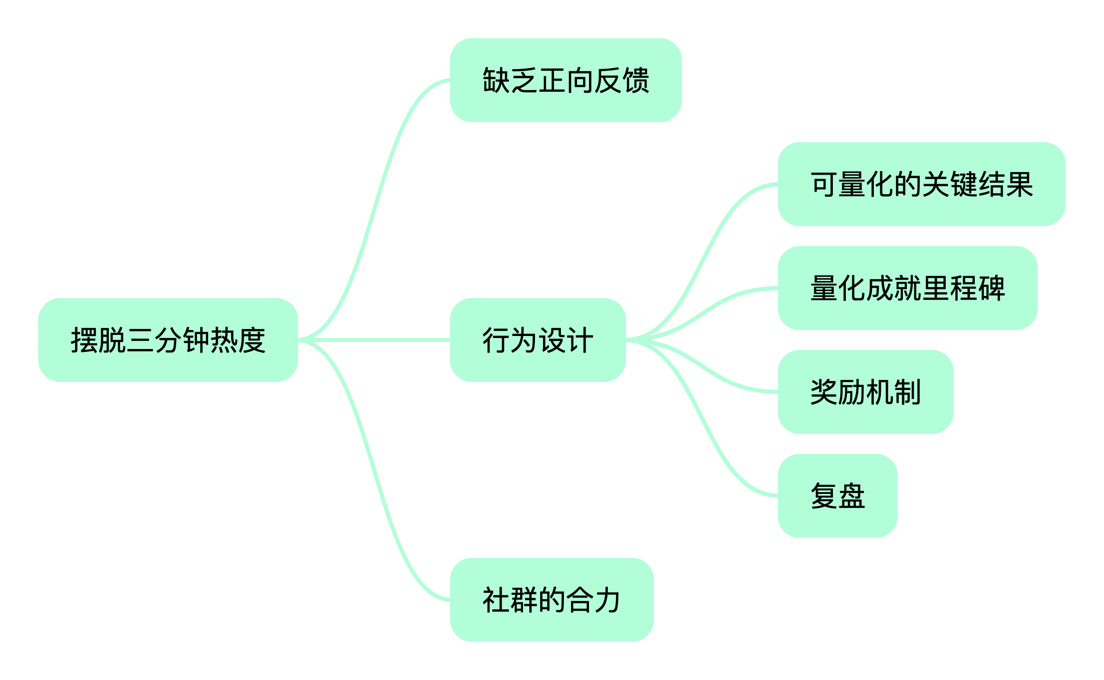 摆脱三分钟热度
缺乏正向反馈
行为设计
可量化的关键结果
量化成就里程碑
奖励机制
复盘
社群的合力